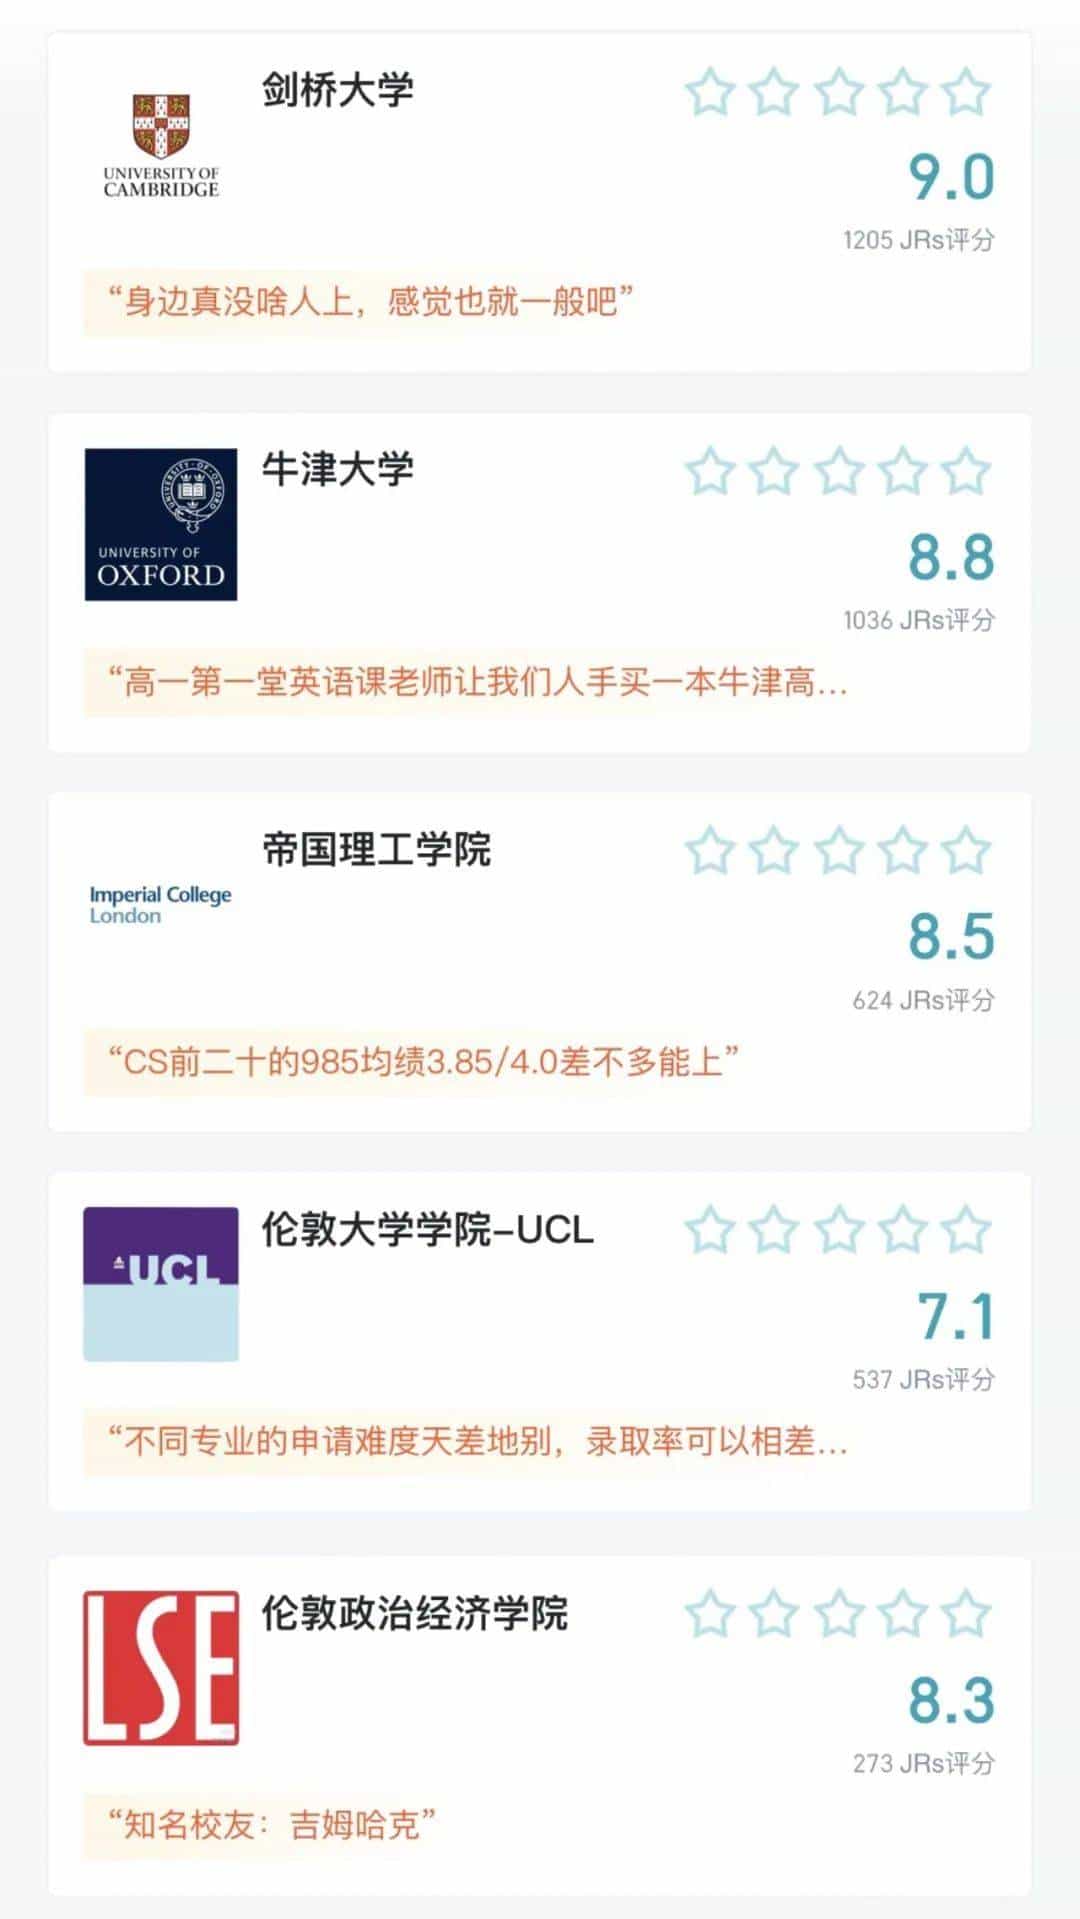 剑桥大学
UNIVERSITY OF
CAMBRIDGE
9.0
1205 JRs评分
“身边真没啥人上，感觉也就一般吧”
牛津大学
UNIVERSITY·OF·OXFORD
UNIVERSITY OF
OXFORD
8.8
1036 JRs评分
“高一第一堂英语课老师让我们人手买一本牛津高...
帝国理工学院
Imperial College
London
8.5
624 JRs评分
“CS前二十的985均绩3.85/4.0差不多能上”
伦敦大学学院-UCL
UCL
7.1
537 JRs评分
“不同专业的申请难度天差地别，录取率可以相差...
伦敦政治经济学院
LSE
8.3
273 JRs评分
“知名校友：吉姆哈克”